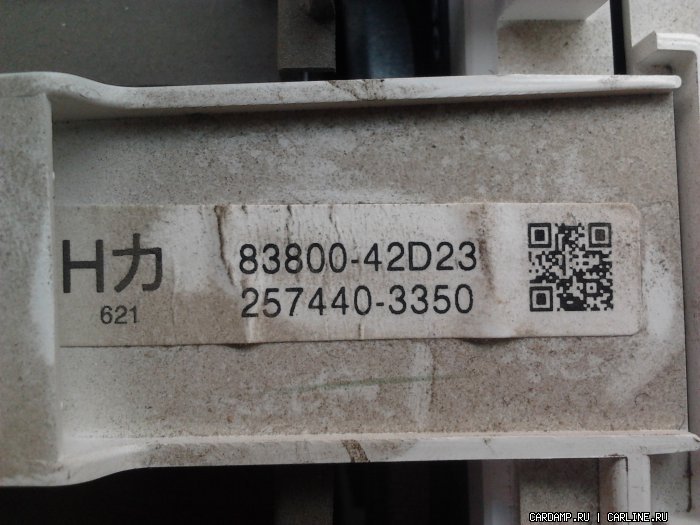 Hカ
621
83800-42D23
257440-3350
CARDAMP.RU | CARLINE.RU